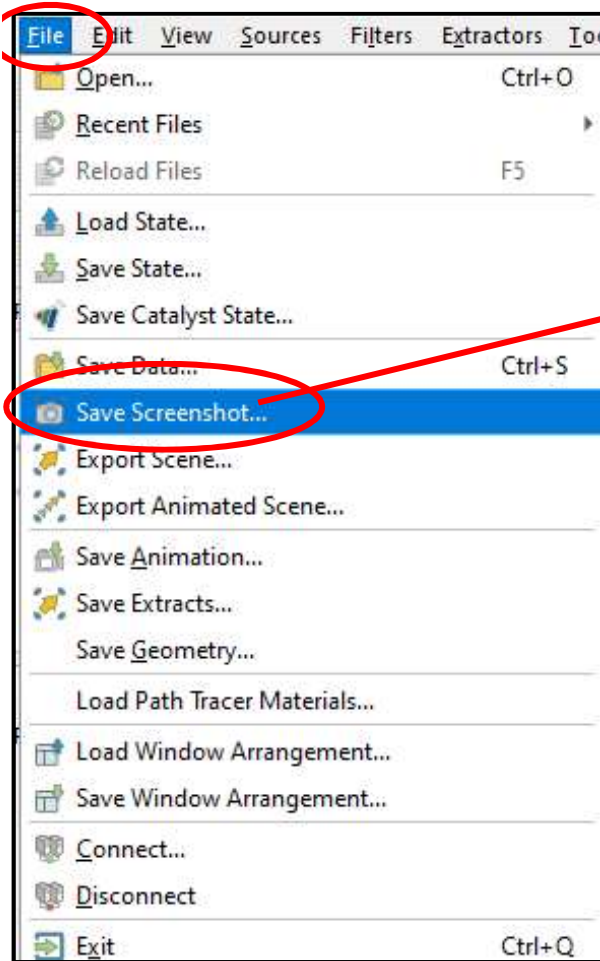 File Edit View Sources Filters Extractors
Open... Ctrl+O
Recent Files
Reload Files F5
Load State...
Save State...
Save Catalyst State...
Save Data... Ctrl+S
Save Screenshot...
Export Scene...
Export Animated Scene...
Save Animation...
Save Extracts...
Save Geometry...
Load Path Tracer Materials...
Load Window Arrangement...
Save Window Arrangement...
Connect...
Disconnect
Exit Ctrl+Q